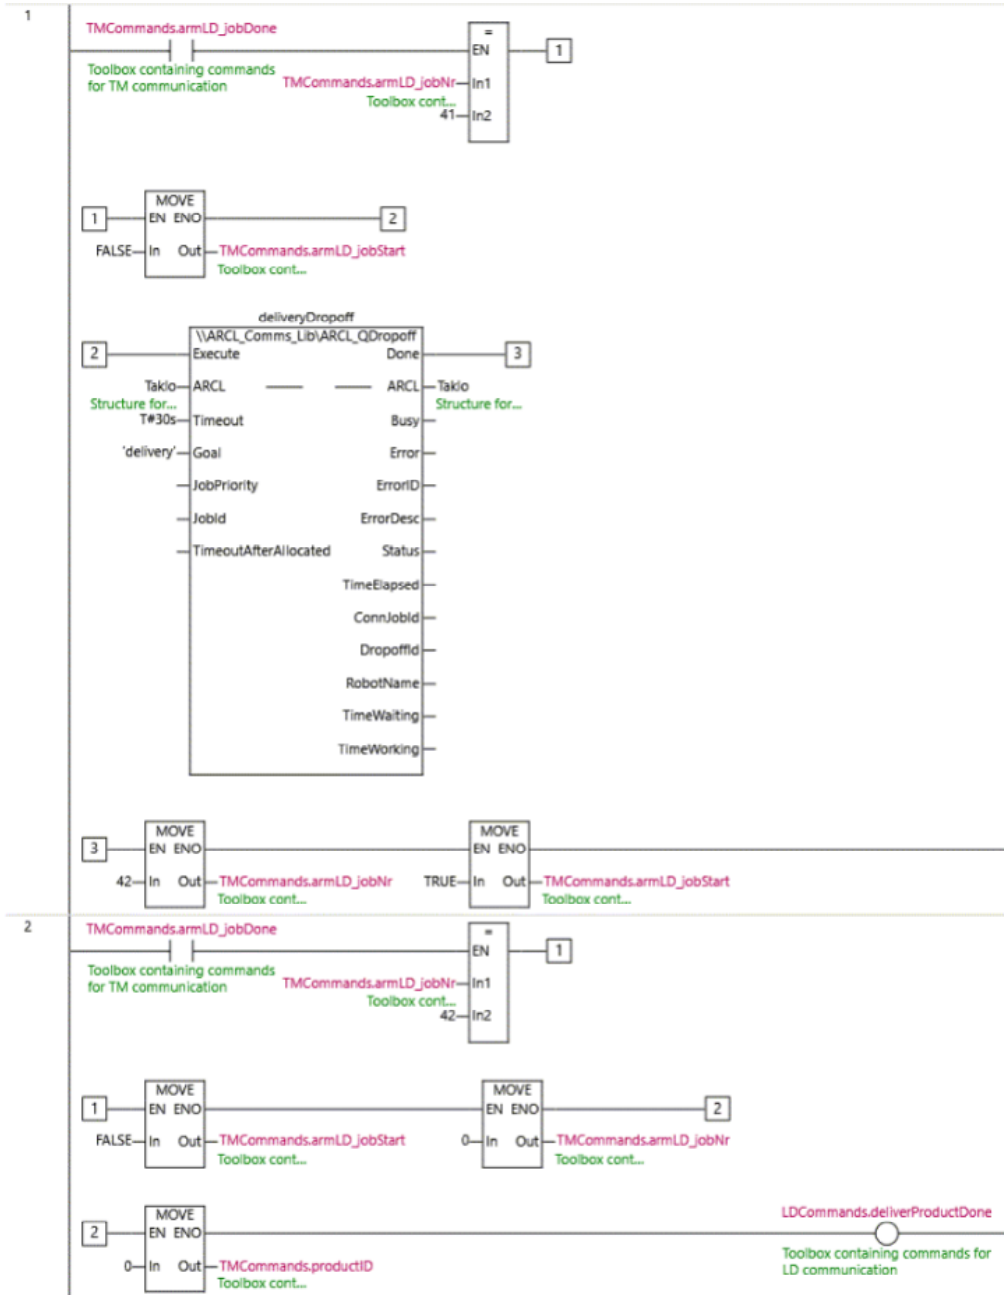 1
TMCommands.armLD_jobDone
=
EN
1
Toolbox containing commands
for TM communication
TMCommands.armLD_jobNr
In1
Toolbox cont...
41
In2
MOVE
1
EN ENO
2
FALSE
In Out
TMCommands.armLD_jobStart
Toolbox cont...
deliveryDropoff
\\ARCL_Comms_Lib\ARCL_QDropoff
2
Execute Done
3
Taklo
ARCL ARCL
Taklo
Structure for...
Structure for...
T#30s
Timeout Busy
'delivery'
Goal Error
JobPriority ErrorID
JobId ErrorDesc
TimeoutAfterAllocated Status
TimeElapsed
ConnJobId
DropoffId
RobotName
TimeWaiting
TimeWorking
MOVE MOVE
3
EN ENO EN ENO
42
In Out
TMCommands.armLD_jobNr
TRUE
In Out
TMCommands.armLD_jobStart
Toolbox cont...
Toolbox cont...
2
TMCommands.armLD_jobDone
=
EN
1
Toolbox containing commands
for TM communication
TMCommands.armLD_jobNr
In1
Toolbox cont...
42
In2
MOVE MOVE
1
EN ENO EN ENO
2
FALSE
In Out
TMCommands.armLD_jobStart
0
In Out
TMCommands.armLD_jobNr
Toolbox cont...
Toolbox cont...
MOVE
LDCommands.deliverProductDone
2
EN ENO
Toolbox containing commands for
LD communication
0
In Out
TMCommands.productID
Toolbox cont...